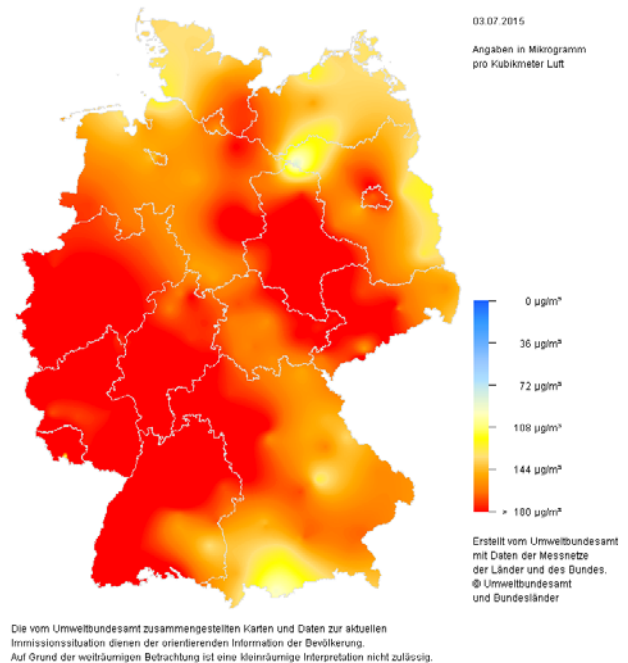 03.07.2015
Angaben in Mikrogramm
pro Kubikmeter Luft
0 µg/m³
36 µg/m³
72 µg/m³
108 µg/m³
144 µg/m³
> 180 µg/m³
Erstellt vom Umweltbundesamt
mit Daten der Messnetze
der Länder und des Bundes.
© Umweltbundesamt
und Bundesländer
Die vom Umweltbundesamt zusammengestellten Karten und Daten zur aktuellen
Immissionssituation dienen der orientierenden Information der Bevölkerung.
Auf Grund der weiträumigen Betrachtung ist eine kleinräumige Interpretation nicht zulässig.